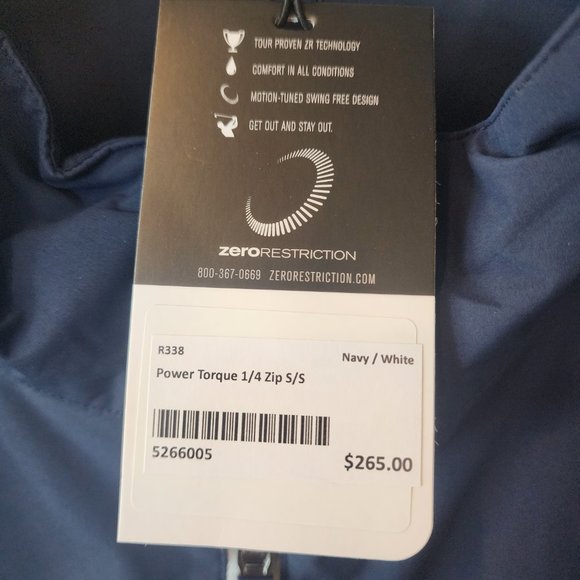 TOUR PROVEN ZR TECHNOLOGY
COMFORT IN ALL CONDITIONS
MOTION-TUNED SWING FREE DESIGN
GET OUT AND STAY OUT.
zeroRESTRICTION
800-367-0669 ZERORESTRICTION.COM
R338 Navy / White
Power Torque 1/4 Zip S/S
5266005 $265.00